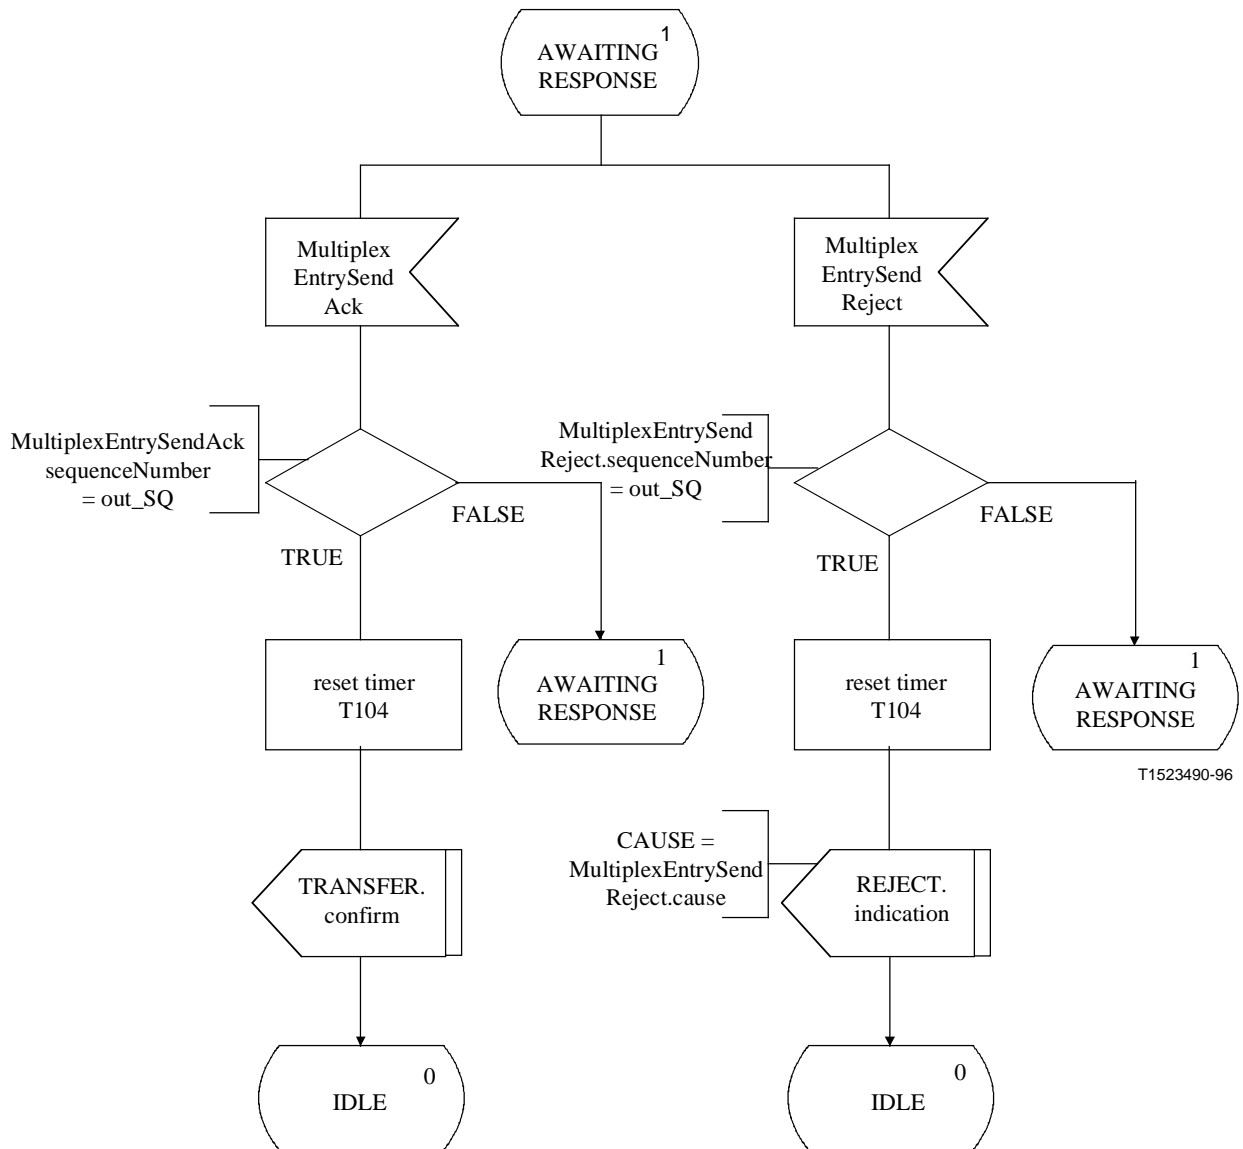 1
AWAITING
RESPONSE
Multiplex
EntrySend
Ack
Multiplex
EntrySend
Reject
MultiplexEntrySendAck
sequenceNumber
= out_SQ
MultiplexEntrySend
Reject.sequenceNumber
= out_SQ
FALSE
TRUE
FALSE
TRUE
reset timer
T104
1
AWAITING
RESPONSE
reset timer
T104
1
AWAITING
RESPONSE
T1523490-96
TRANSFER.
confirm
CAUSE =
MultiplexEntrySend
Reject.cause
REJECT.
indication
0
IDLE
0
IDLE